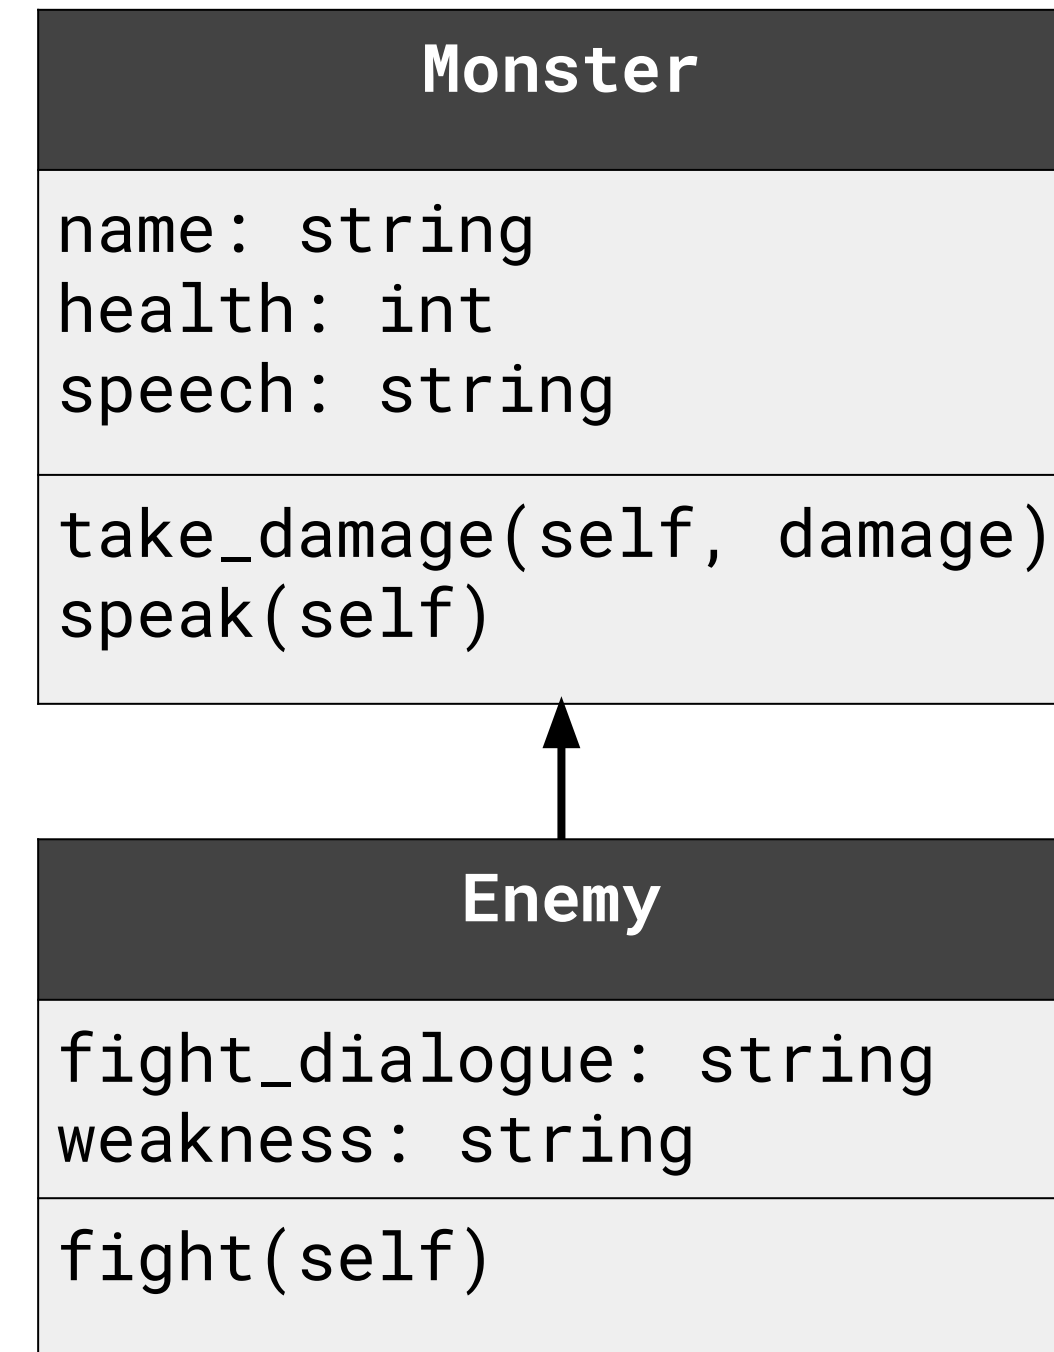 Monster
name: string
health: int
speech: string
take_damage(self, damage)
speak(self)
Enemy
fight_dialogue: string
weakness: string
fight(self)